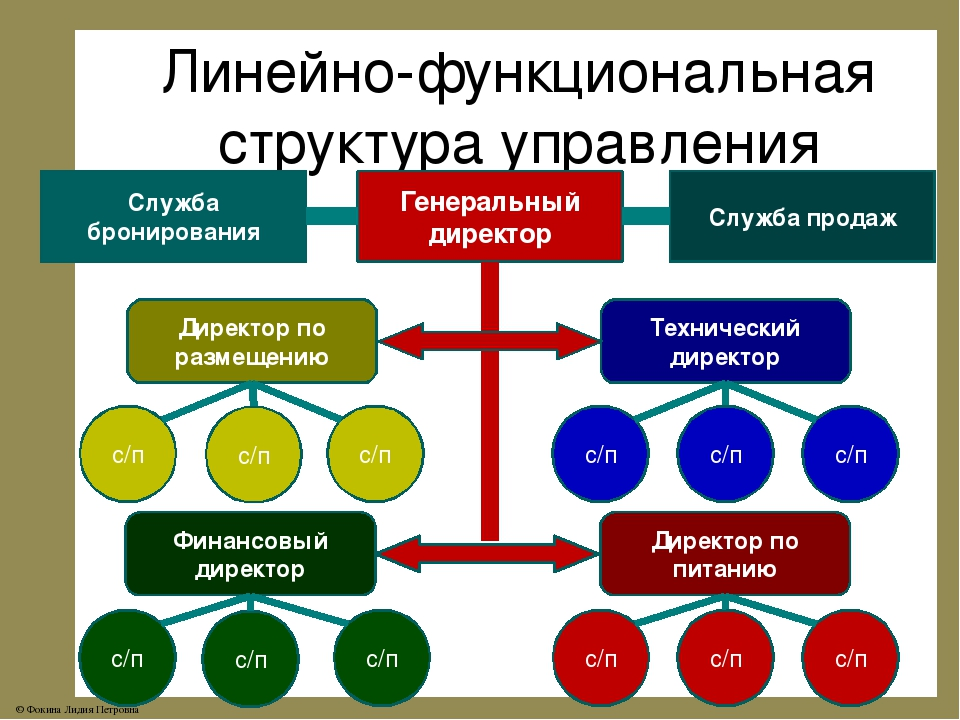 Линейно-функциональная
структура управления
Служба
бронирования
Генеральный
директор
Служба продаж
Директор по
размещению
Технический
директор
с/п
с/п
с/п
с/п
с/п
с/п
Финансовый
директор
Директор по
питанию
с/п
с/п
с/п
с/п
с/п
с/п
© Фокина Лидия Петровна